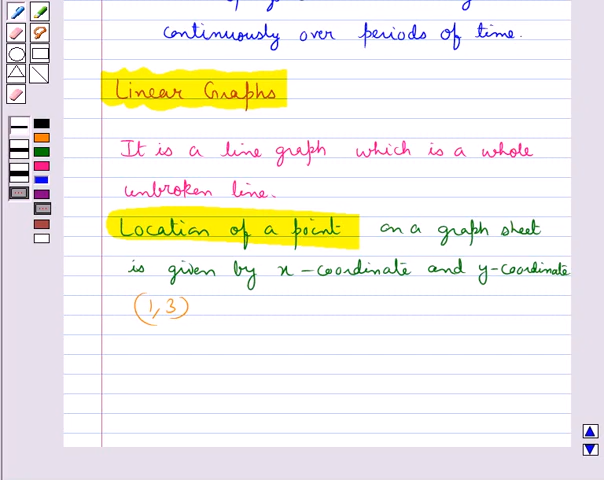 continuously over periods of time.
Linear Graphs
It is a line graph which is a whole
unbroken line.
Location of a point on a graph sheet
is given by x-coordinate and y-coordinate
(1,3)